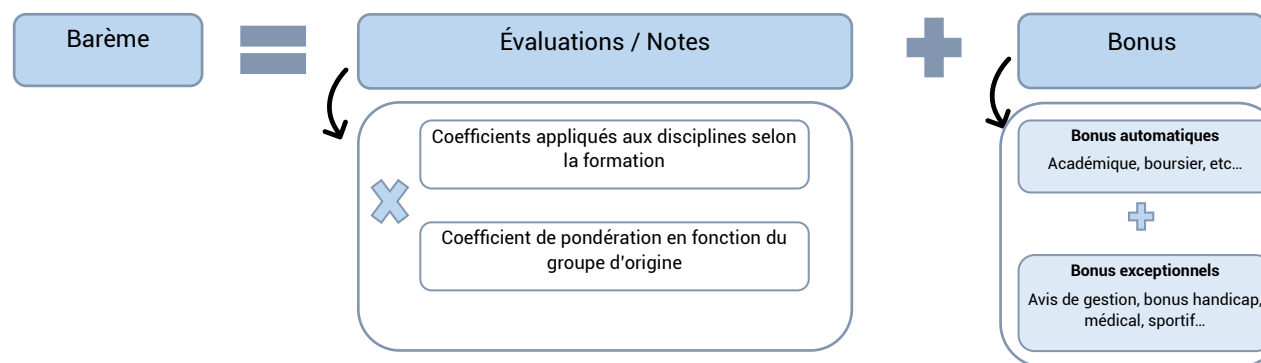 Barème
Évaluations / Notes
Bonus
Coefficients appliqués aux disciplines selon
la formation
Coefficient de pondération en fonction du
groupe d'origine
Bonus automatiques
Académique, boursier, etc…
Bonus exceptionnels
Avis de gestion, bonus handicap,
médical, sportif…